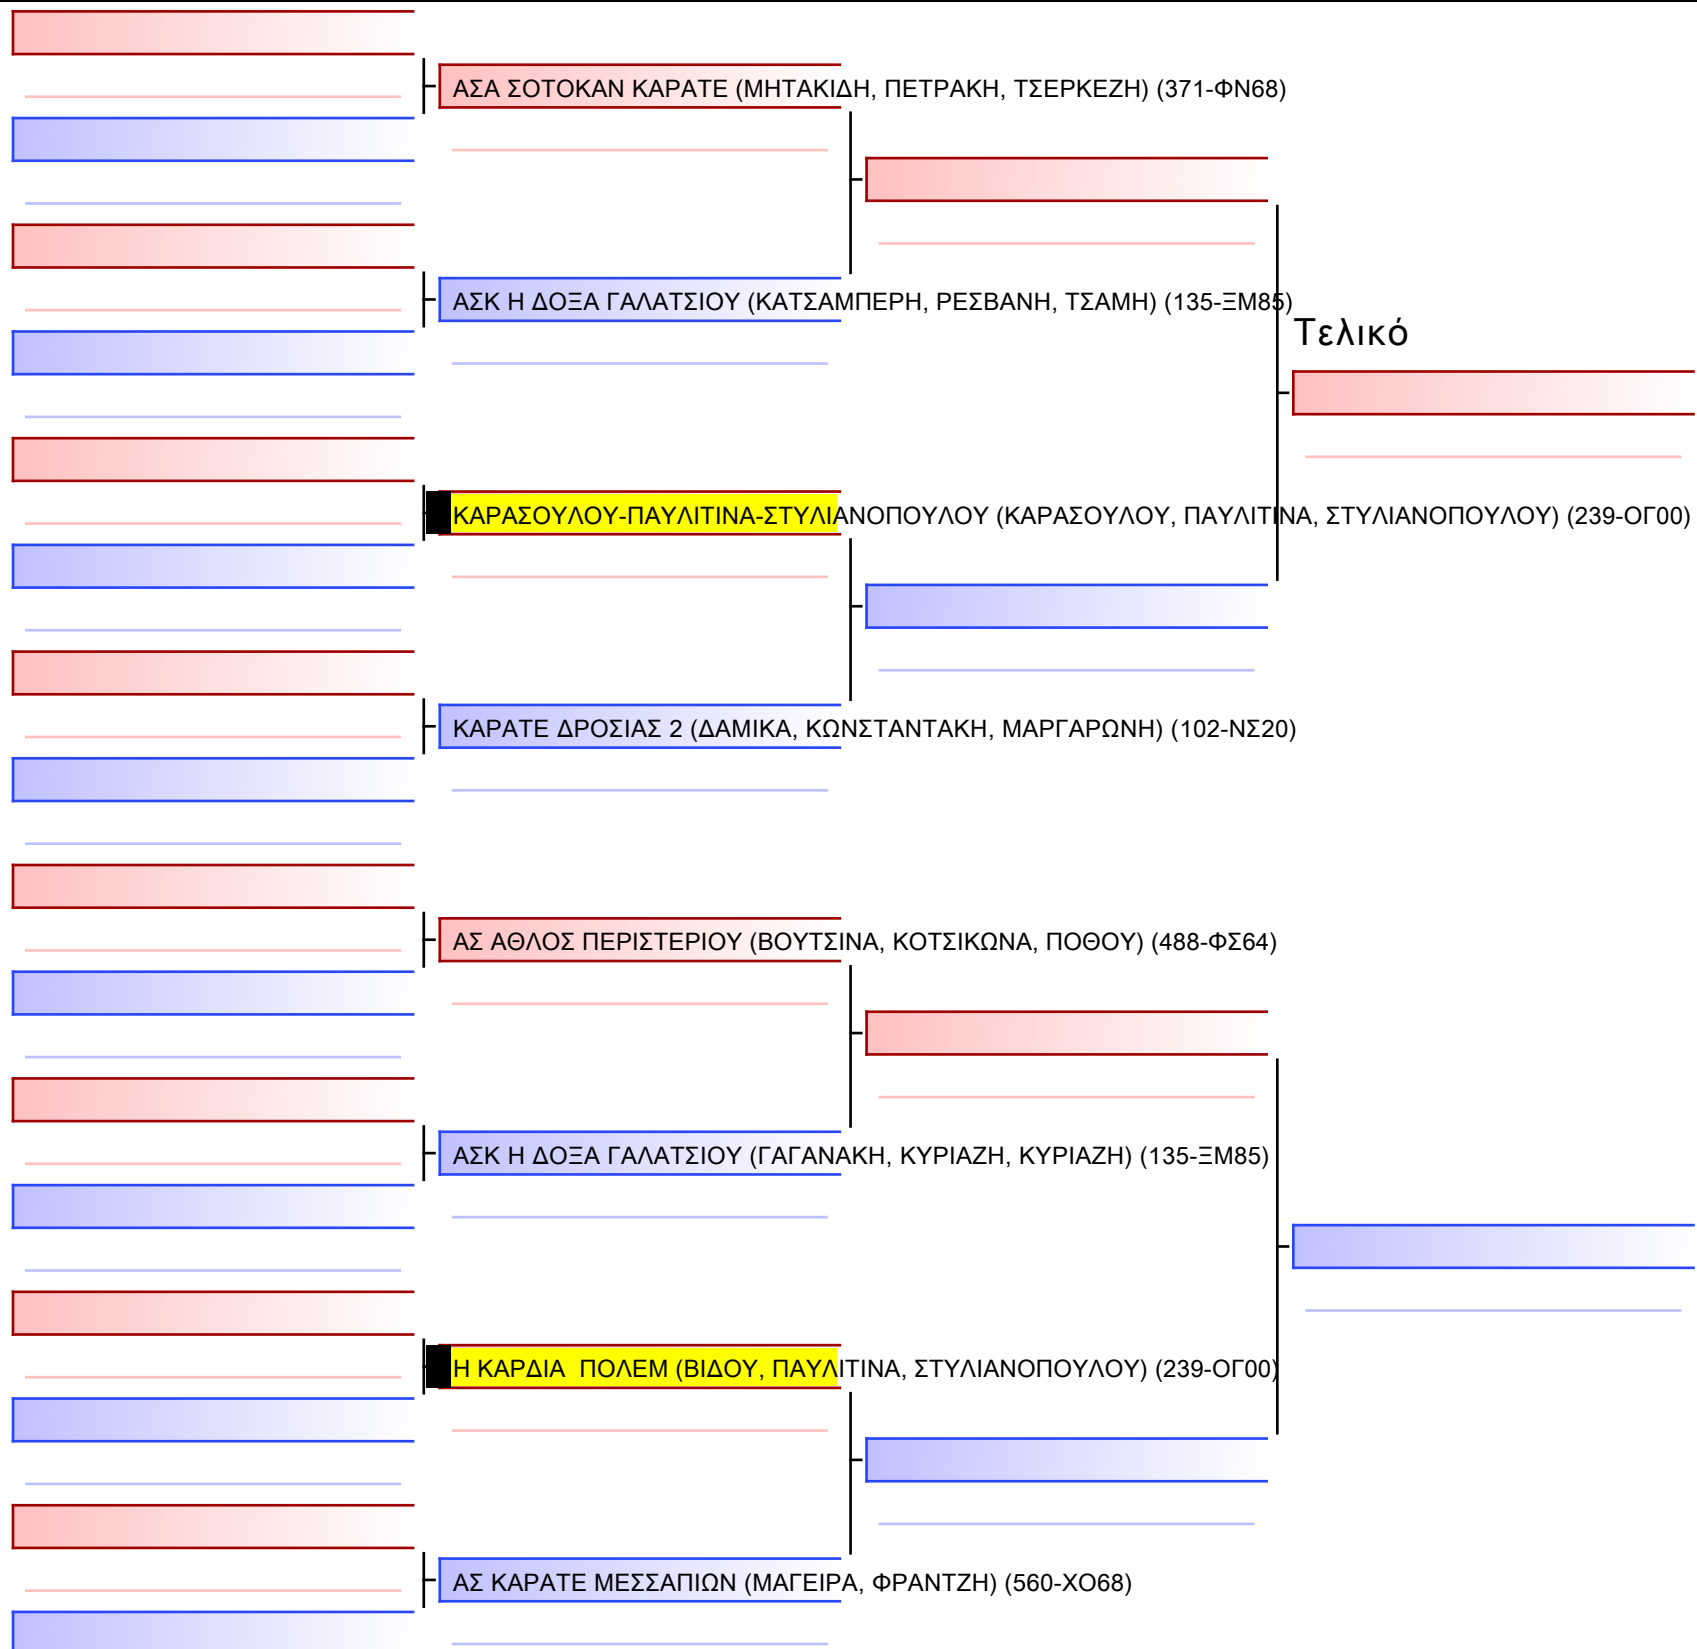 ΑΣΑ ΣΟΤΟΚΑΝ ΚΑΡΑΤΕ (ΜΗΤΑΚΙΔΗ, ΠΕΤΡΑΚΗ, ΤΣΕΡΚΕΖΗ) (371-ΦΝ68)
ΑΣΚ Η ΔΟΞΑ ΓΑΛΑΤΣΙΟΥ (ΚΑΤΣΑΜΠΕΡΗ, ΡΕΣΒΑΝΗ, ΤΣΑΜΗ) (135-ΞΜ85)
Τελικό
ΚΑΡΑΣΟΥΛΟΥ-ΠΑΥΛΙΤΙΝΑ-ΣΤΥΛΙΑΝΟΠΟΥΛΟΥ (ΚΑΡΑΣΟΥΛΟΥ, ΠΑΥΛΙΤΙΝΑ, ΣΤΥΛΙΑΝΟΠΟΥΛΟΥ) (239-ΟΓ00)
ΚΑΡΑΤΕ ΔΡΟΣΙΑΣ 2 (ΔΑΜΙΚΑ, ΚΩΝΣΤΑΝΤΑΚΗ, ΜΑΡΓΑΡΩΝΗ) (102-ΝΣ20)
ΑΣ ΑΘΛΟΣ ΠΕΡΙΣΤΕΡΙΟΥ (ΒΟΥΤΣΙΝΑ, ΚΟΤΣΙΚΩΝΑ, ΠΟΘΟΥ) (488-ΦΣ64)
ΑΣΚ Η ΔΟΞΑ ΓΑΛΑΤΣΙΟΥ (ΓΑΓΑΝΑΚΗ, ΚΥΡΙΑΖΗ, ΚΥΡΙΑΖΗ) (135-ΞΜ85)
Η ΚΑΡΔΙΑ  ΠΟΛΕΜ (ΒΙΔΟΥ, ΠΑΥΛΙΤΙΝΑ, ΣΤΥΛΙΑΝΟΠΟΥΛΟΥ) (239-ΟΓ00)
ΑΣ ΚΑΡΑΤΕ ΜΕΣΣΑΠΙΩΝ (ΜΑΓΕΙΡΑ, ΦΡΑΝΤΖΗ) (560-ΧΟ68)